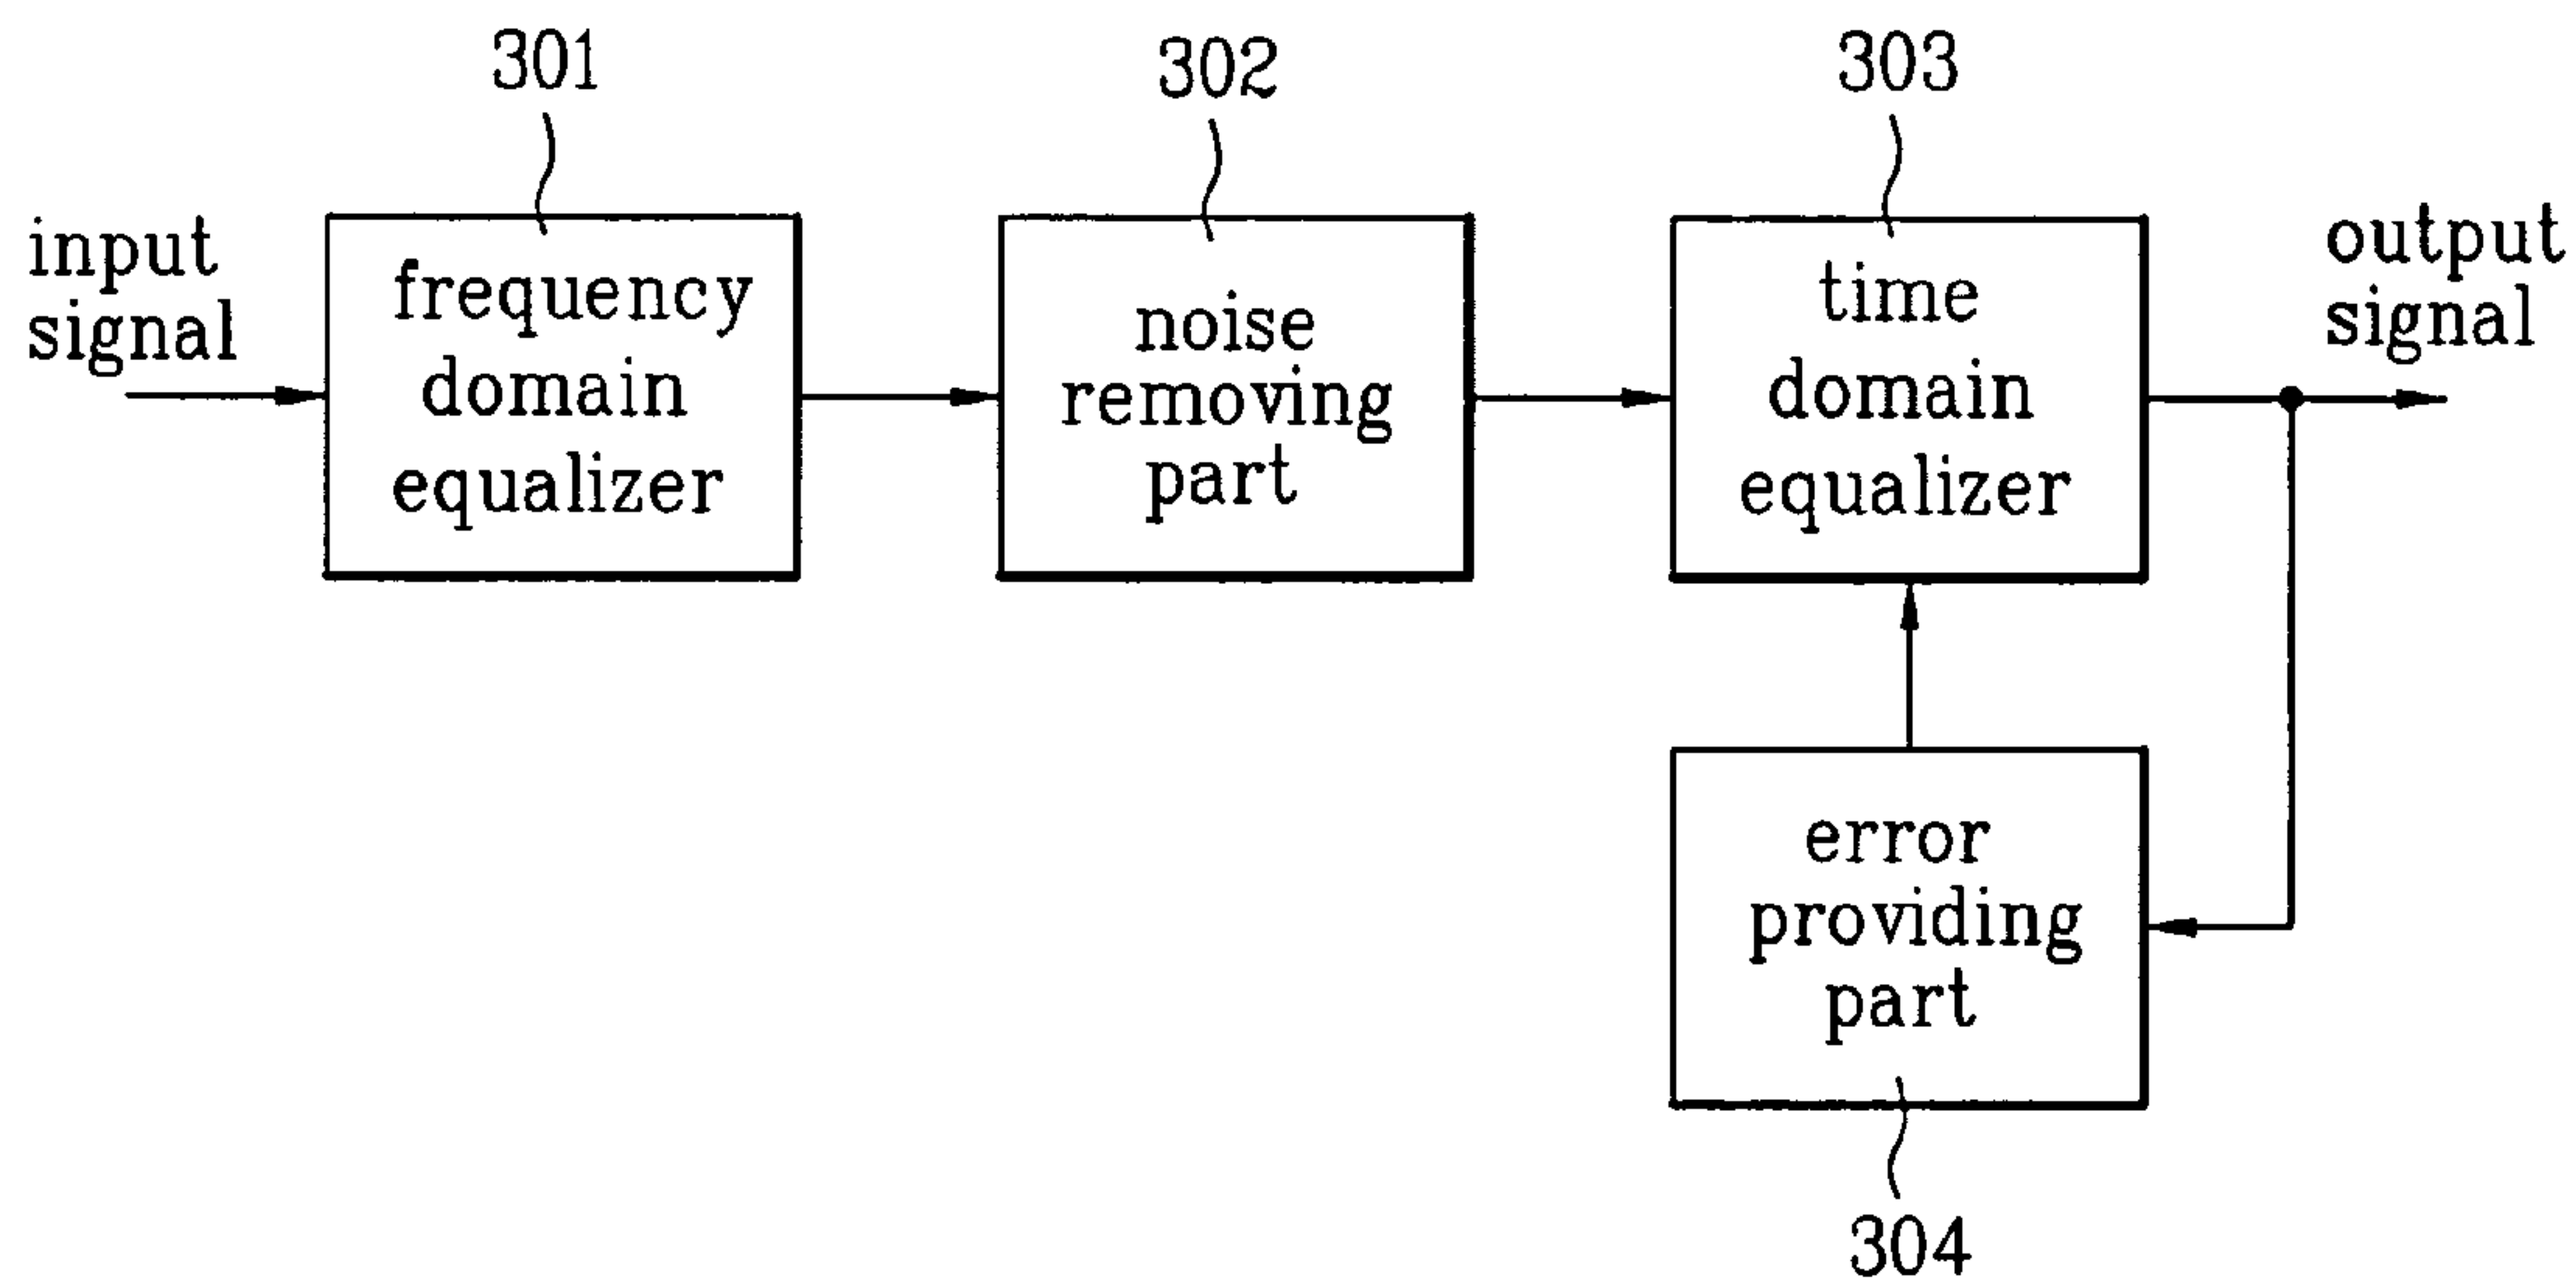 301
302
303
input
signal
frequency
domain
equalizer
noise
removing
part
time
domain
equalizer
output
signal
error
providing
part
304